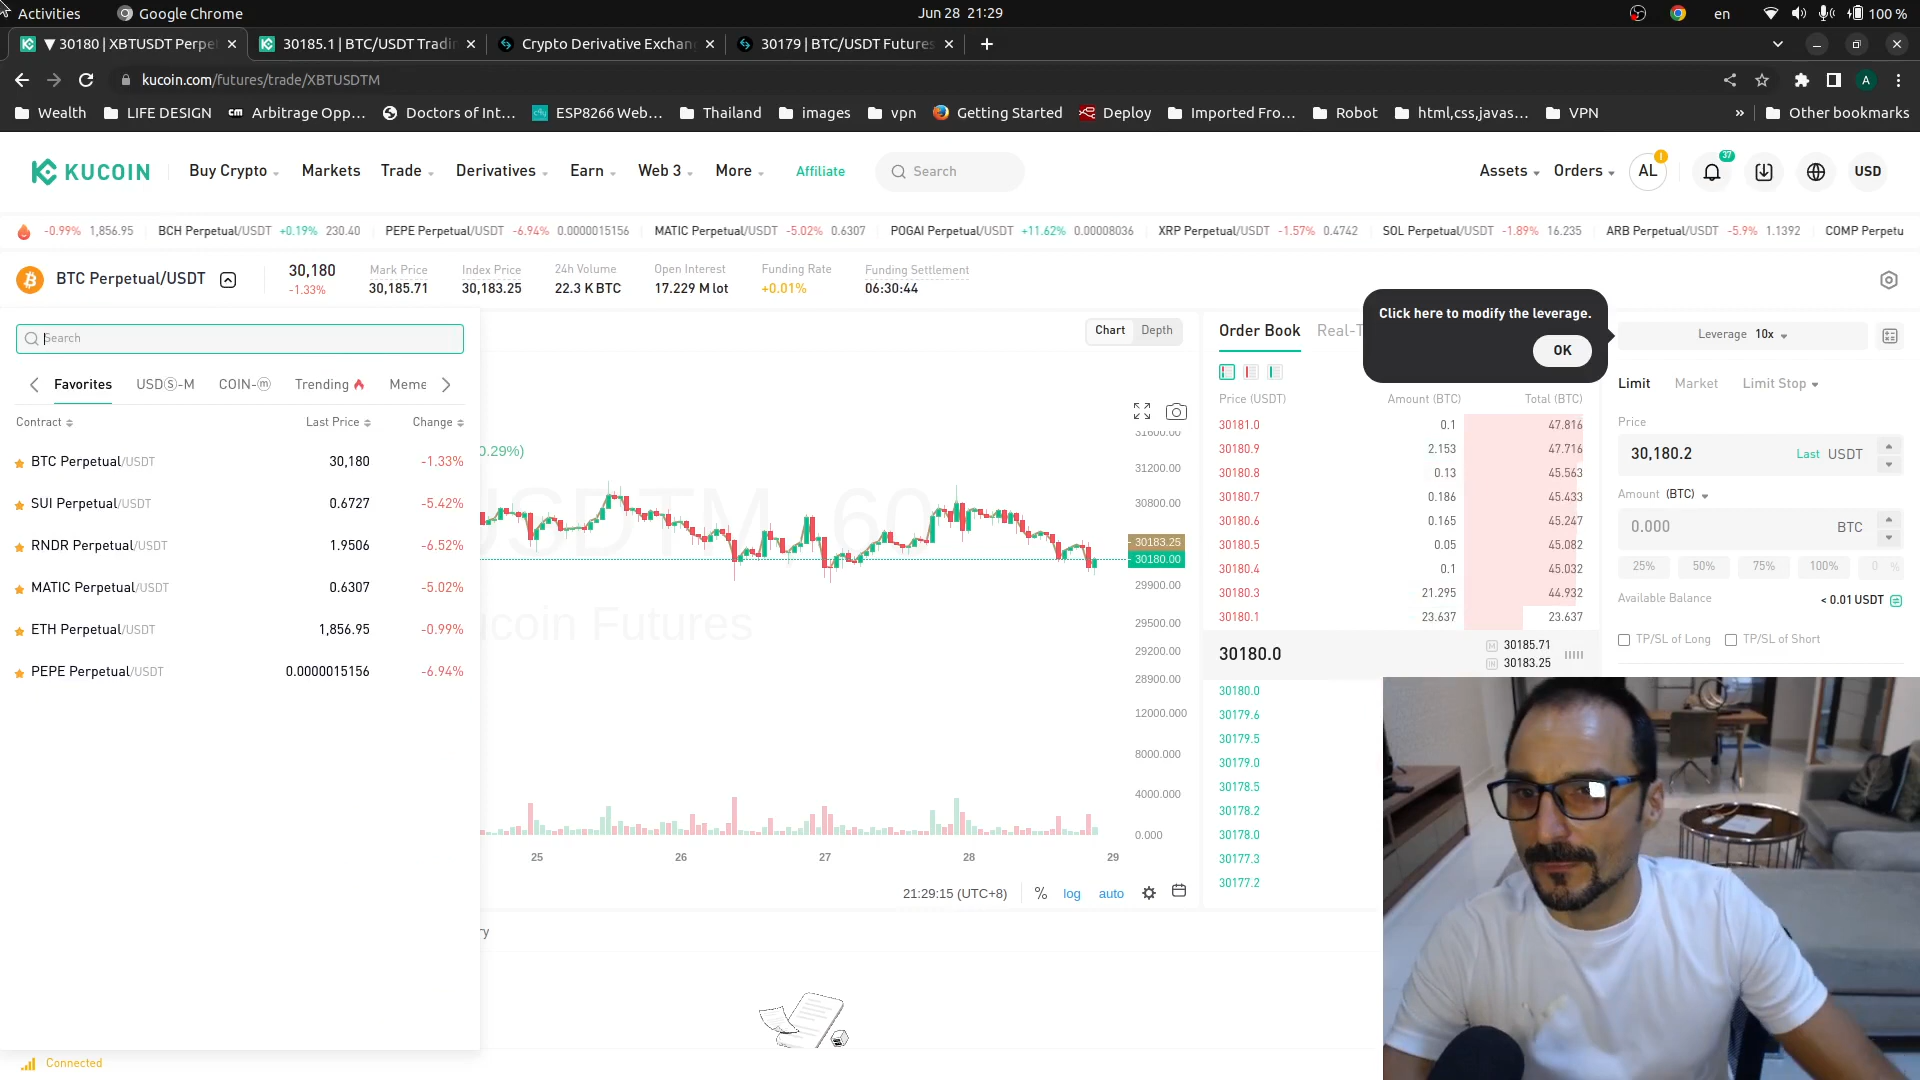 Activities Google Chrome Jun 28 21:29 en 100 %
▼ 30180 | XBTUSDT Perpe 30185.1 | BTC/USDT Tradin Crypto Derivative Exchan 30179 | BTC/USDT Futures
kucoin.com/futures/trade/XBTUSDTM A
Wealth LIFE DESIGN cm Arbitrage Opp... Doctors of Int... ESP8266 Web... Thailand images vpn Getting Started Deploy Imported Fro... Robot html,css,javas... VPN » Other bookmarks
KUCOIN Buy Crypto Markets Trade Derivatives Earn Web 3 More Affiliate Search Assets Orders AL ! 37 USD
-0.99% 1,856.95 BCH Perpetual/USDT +0.19% 230.40 PEPE Perpetual/USDT -6.94% 0.0000015156 MATIC Perpetual/USDT -5.02% 0.6307 POGAI Perpetual/USDT +11.62% 0.00008036 XRP Perpetual/USDT -1.57% 0.4742 SOL Perpetual/USDT -1.89% 16.235 ARB Perpetual/USDT -5.9% 1.1392 COMP Perpetu
BTC Perpetual/USDT
30,180
-1.33%
Mark Price
30,185.71
Index Price
30,183.25
24h Volume
22.3 K BTC
Open Interest
17.229 M lot
Funding Rate
+0.01%
Funding Settlement
06:30:44
Search
Favorites USDⓈ-M COIN-ⓜ Trending Meme
Contract Last Price Change
BTC Perpetual/USDT 30,180 -1.33%
SUI Perpetual/USDT 0.6727 -5.42%
RNDR Perpetual/USDT 1.9506 -6.52%
MATIC Perpetual/USDT 0.6307 -5.02%
ETH Perpetual/USDT 1,856.95 -0.99%
PEPE Perpetual/USDT 0.0000015156 -6.94%
Connected
Chart Depth
0.29%)
USDTM, 60
ucoin Futures
31600.00
31200.00
30800.00
30183.25
30180.00
29900.00
29500.00
29200.00
28900.00
12000.000
8000.000
4000.000
0.000
25 26 27 28 29
21:29:15 (UTC+8) % log auto
ry
Order Book Real-T
Price (USDT) Amount (BTC) Total (BTC)
30181.0 0.1 47.816
30180.9 2.153 47.716
30180.8 0.13 45.563
30180.7 0.186 45.433
30180.6 0.165 45.247
30180.5 0.05 45.082
30180.4 0.1 45.032
30180.3 21.295 44.932
30180.1 23.637 23.637
30180.0
M 30185.71
IN 30183.25
30180.0
30179.6
30179.5
30179.0
30178.5
30178.2
30178.0
30177.3
30177.2
Click here to modify the leverage.
OK
Leverage 10x
Limit Market Limit Stop
Price
30,180.2 Last USDT
Amount (BTC)
0.000 BTC
25% 50% 75% 100% 0 %
Available Balance < 0.01 USDT
TP/SL of Long TP/SL of Short